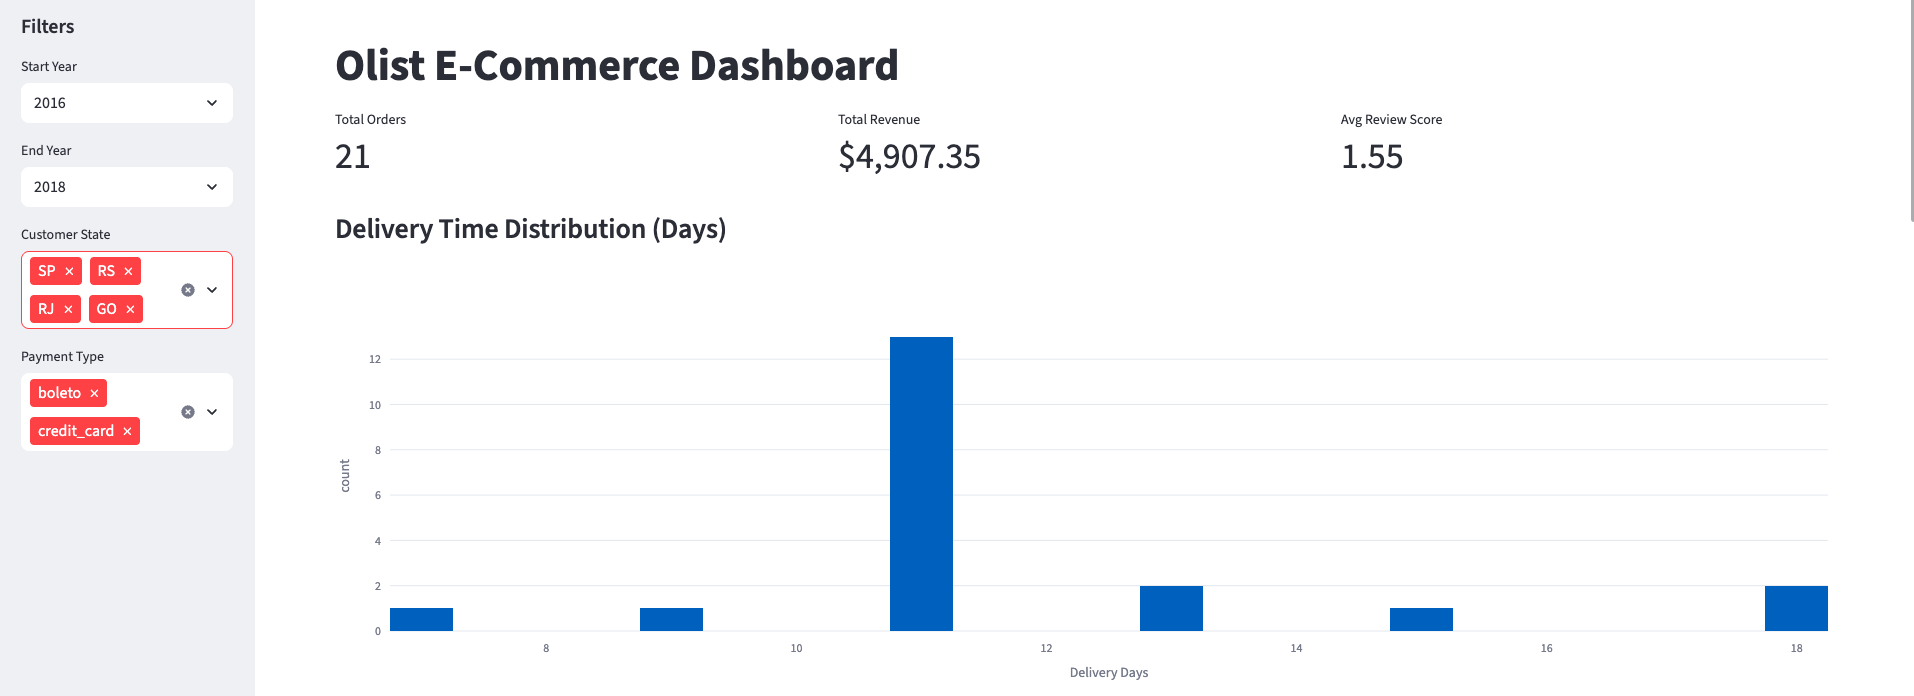 Filters
Start Year
2016
End Year
2018
Customer State
SP RS
RJ GO
Payment Type
boleto
credit_card
Olist E-Commerce Dashboard
Total Orders
21
Total Revenue
$4,907.35
Avg Review Score
1.55
Delivery Time Distribution (Days)
count
12
10
8
6
4
2
0
8 10 12 14 16 18
Delivery Days